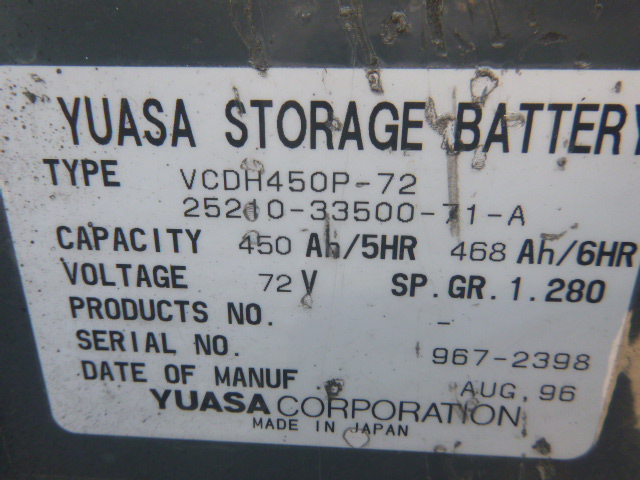 YUASA STORAGE BATTERY
TYPE VCDH450P-72
25210-33500-71-A
CAPACITY 450 Ah/5HR 468 Ah/6HR
VOLTAGE 72 V SP.GR.1.280
PRODUCTS NO. -
SERIAL NO. 967-2398
DATE OF MANUF. AUG, 96
YUASA CORPORATION
MADE IN JAPAN